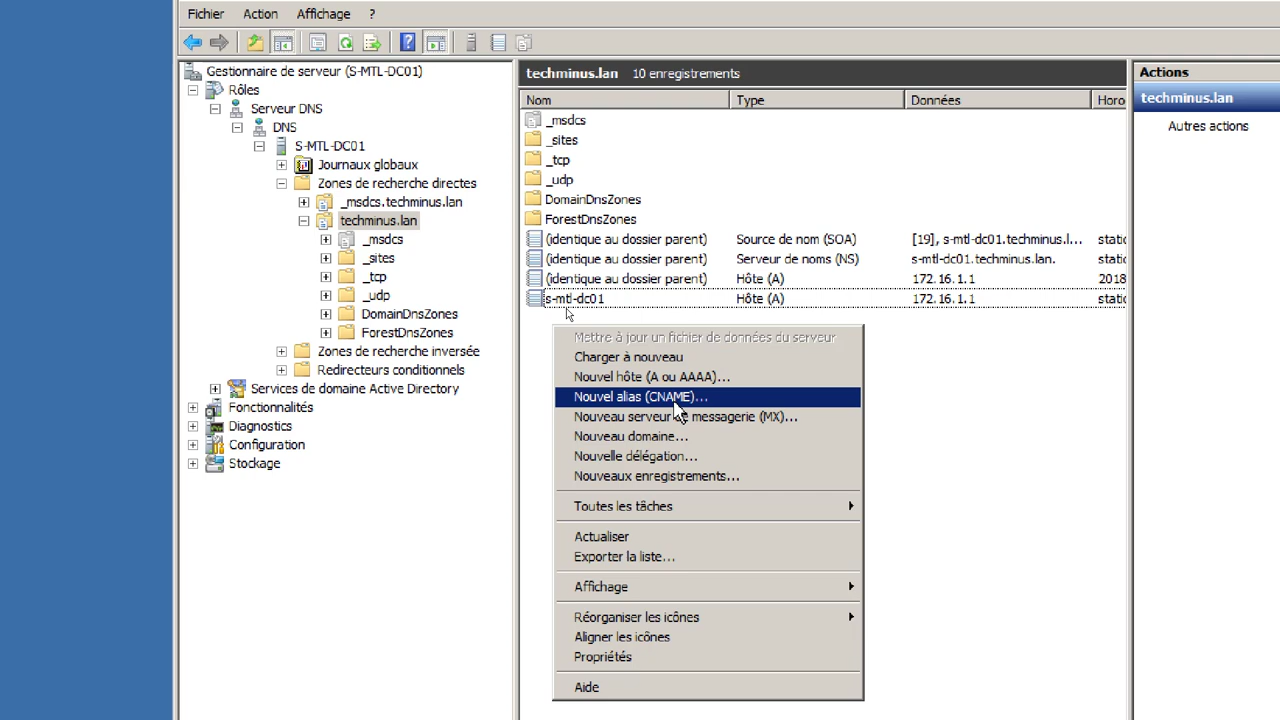 Fichier Action Affichage ?
Gestionnaire de serveur (S-MTL-DC01)
Rôles
Serveur DNS
DNS
S-MTL-DC01
Journaux globaux
Zones de recherche directes
_msdcs.techminus.lan
techminus.lan
_msdcs
_sites
_tcp
_udp
DomainDnsZones
ForestDnsZones
Zones de recherche inversée
Redirecteurs conditionnels
Services de domaine Active Directory
Fonctionnalités
Diagnostics
Configuration
Stockage
techminus.lan 10 enregistrements
Nom Type Données Horo
_msdcs
_sites
_tcp
_udp
DomainDnsZones
ForestDnsZones
(identique au dossier parent) Source de nom (SOA) [19], s-mtl-dc01.techminus.l... static
(identique au dossier parent) Serveur de noms (NS) s-mtl-dc01.techminus.lan. static
(identique au dossier parent) Hôte (A) 172.16.1.1 2018
s-mtl-dc01 Hôte (A) 172.16.1.1 static
Mettre à jour un fichier de données du serveur
Charger à nouveau
Nouvel hôte (A ou AAAA)...
Nouvel alias (CNAME)...
Nouveau serveur de messagerie (MX)...
Nouveau domaine...
Nouvelle délégation...
Nouveaux enregistrements...
Toutes les tâches
Actualiser
Exporter la liste...
Affichage
Réorganiser les icônes
Aligner les icônes
Propriétés
Aide
Actions
techminus.lan
Autres actions